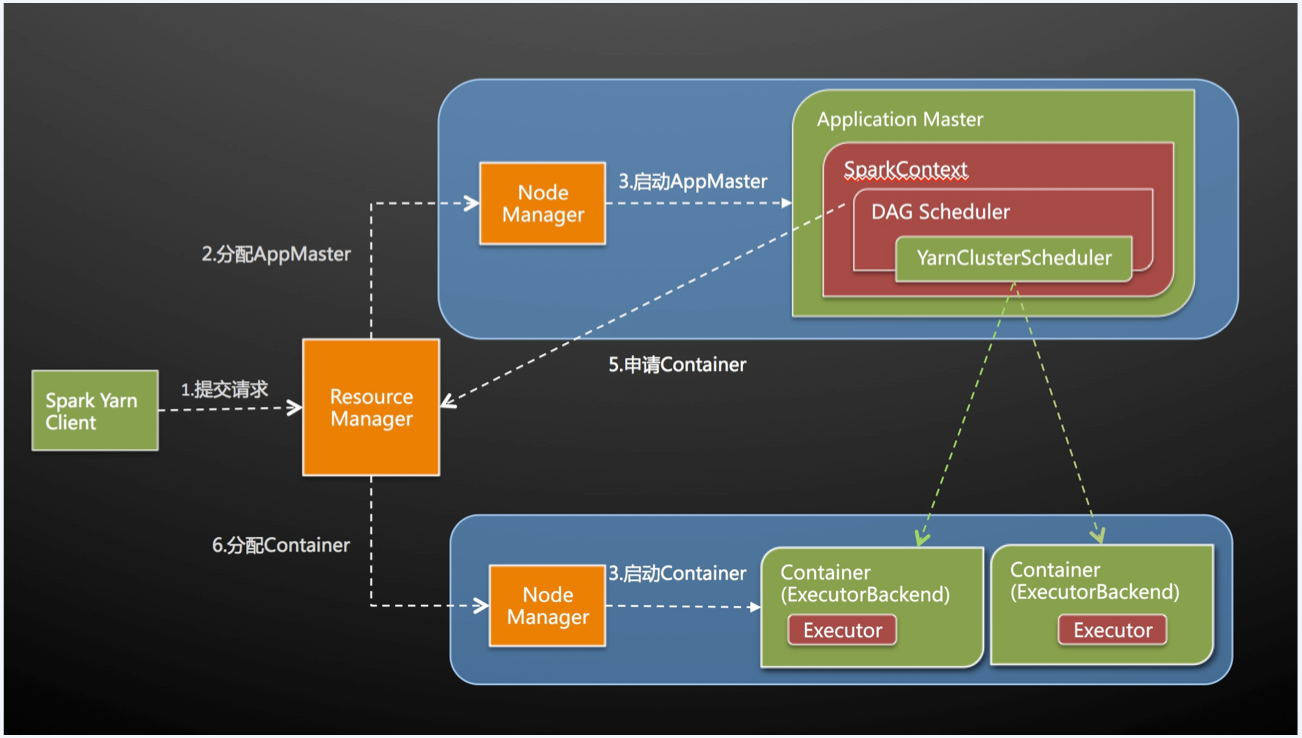 Application Master
SparkContext
DAG Scheduler
YarnClusterScheduler
Node
Manager
3.启动AppMaster
2.分配AppMaster
5.申请Container
Spark Yarn
Client
1.提交请求
Resource
Manager
6.分配Container
Node
Manager
3.启动Container
Container
(ExecutorBackend)
Executor
Container
(ExecutorBackend)
Executor